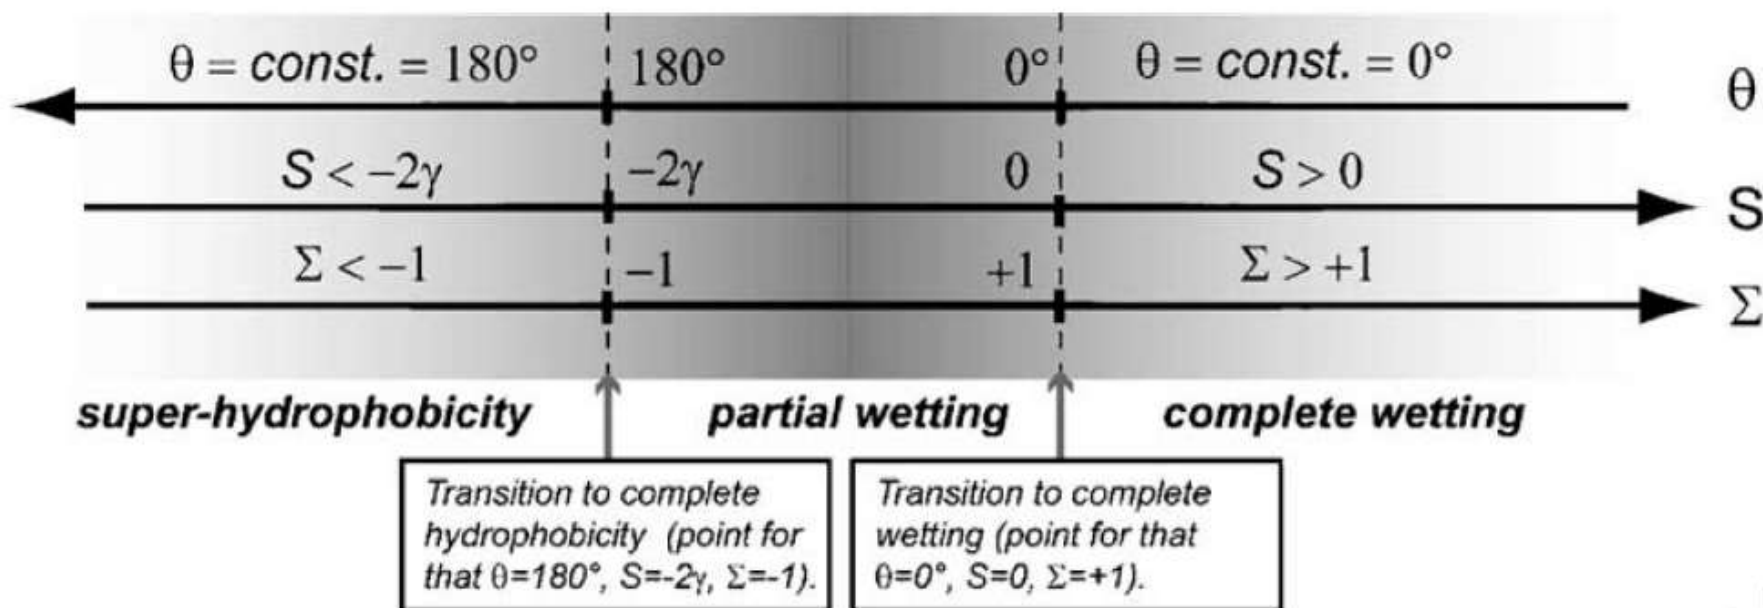 θ = const. = 180° 180° 0° θ = const. = 0° θ
S < −2γ −2γ 0 S > 0 S
Σ < −1 −1 +1 Σ > +1 Σ
super-hydrophobicity partial wetting complete wetting
Transition to complete
hydrophobicity (point for
that θ=180°, S=-2γ, Σ=-1).
Transition to complete
wetting (point for that
θ=0°, S=0, Σ=+1).